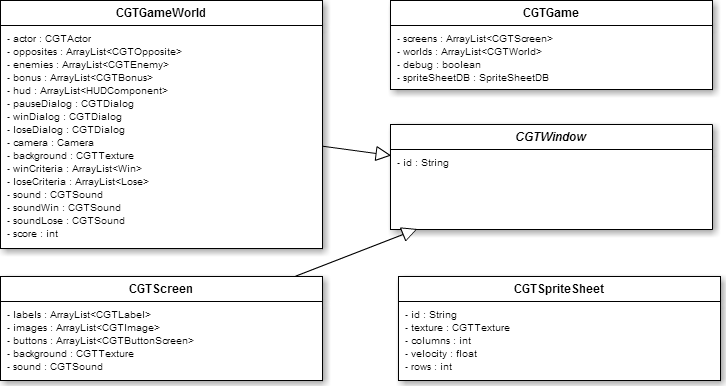 CGTGameWorld
- actor : CGTActor
- opposites : ArrayList<CGTOpposite>
- enemies : ArrayList<CGTEnemy>
- bonus : ArrayList<CGTBonus>
- hud : ArrayList<HUDComponent>
- pauseDialog : CGTDialog
- winDialog : CGTDialog
- loseDialog : CGTDialog
- camera : Camera
- background : CGTTexture
- winCriteria : ArrayList<Win>
- loseCriteria : ArrayList<Lose>
- sound : CGTSound
- soundWin : CGTSound
- soundLose : CGTSound
- score : int
CGTGame
- screens : ArrayList<CGTScreen>
- worlds : ArrayList<CGTWorld>
- debug : boolean
- spriteSheetDB : SpriteSheetDB
CGTWindow
- id : String
CGTScreen
- labels : ArrayList<CGTLabel>
- images : ArrayList<CGTImage>
- buttons : ArrayList<CGTButtonScreen>
- background : CGTTexture
- sound : CGTSound
CGTSpriteSheet
- id : String
- texture : CGTTexture
- columns : int
- velocity : float
- rows : int